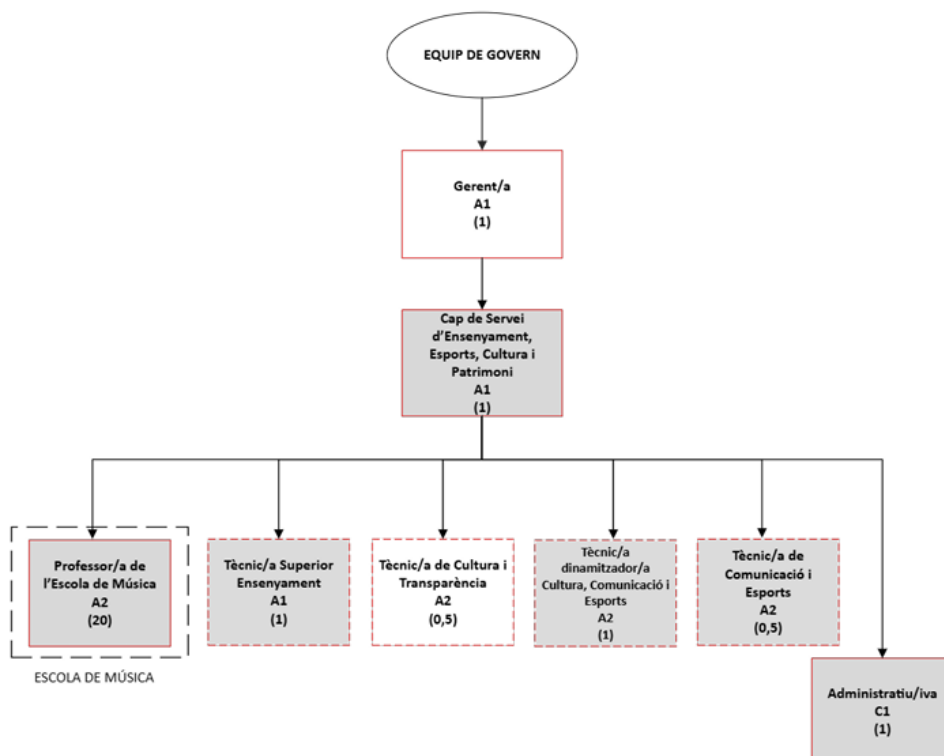 EQUIP DE GOVERN
Gerent/a
A1
(1)
Cap de Servei
d’Ensenyament,
Esports, Cultura i
Patrimoni
A1
(1)
Professor/a de
l’Escola de Música
A2
(20)
ESCOLA DE MÚSICA
Tècnic/a Superior
Ensenyament
A1
(1)
Tècnic/a de Cultura i
Transparència
A2
(0,5)
Tècnic/a
dinamitzador/a
Cultura, Comunicació i
Esports
A2
(1)
Tècnic/a de
Comunicació i
Esports
A2
(0,5)
Administratiu/iva
C1
(1)